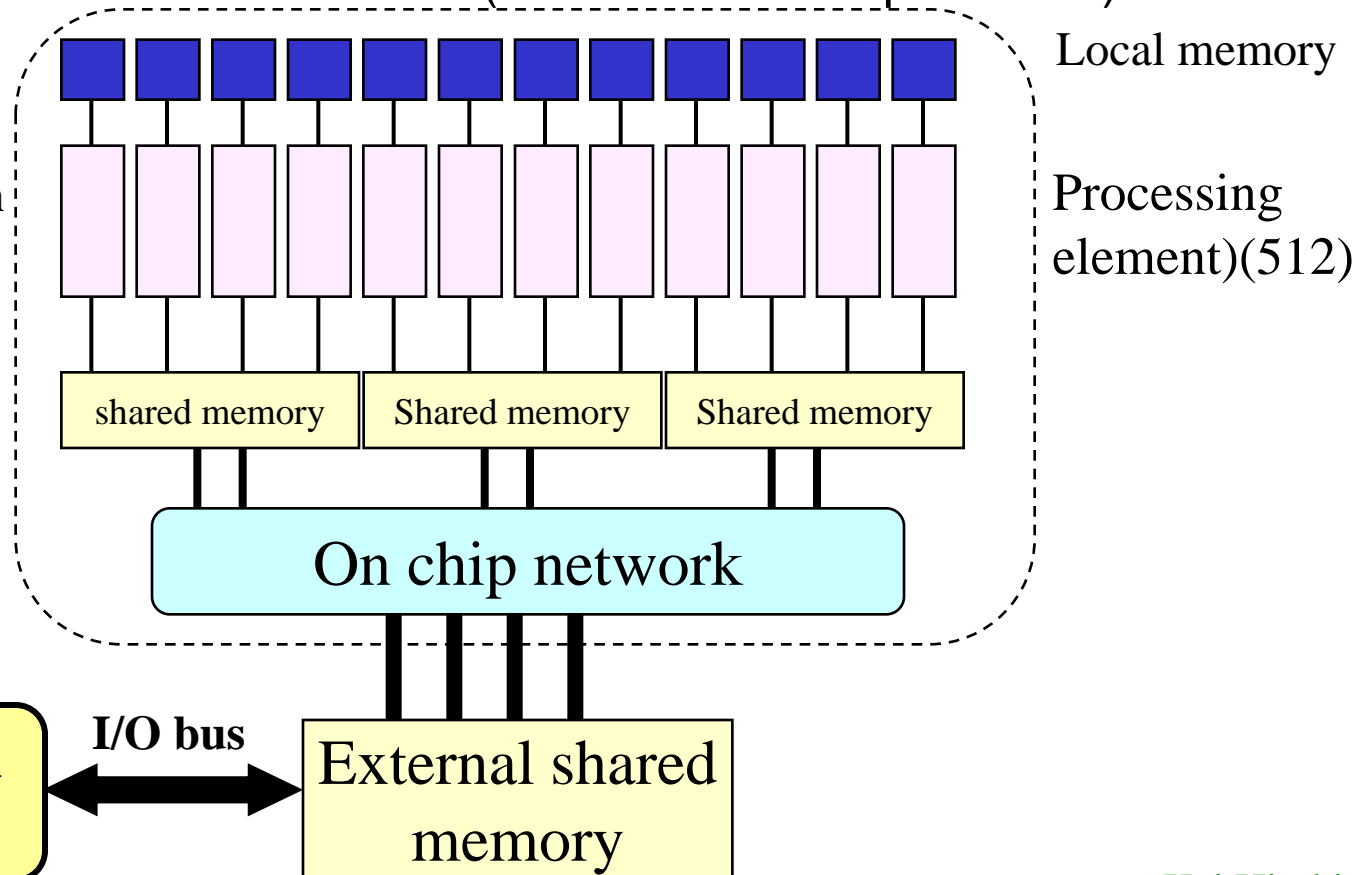 Local memory
Processing
element)(512)
shared memory
Shared memory
Shared memory
On chip network
I/O bus
External shared
memory